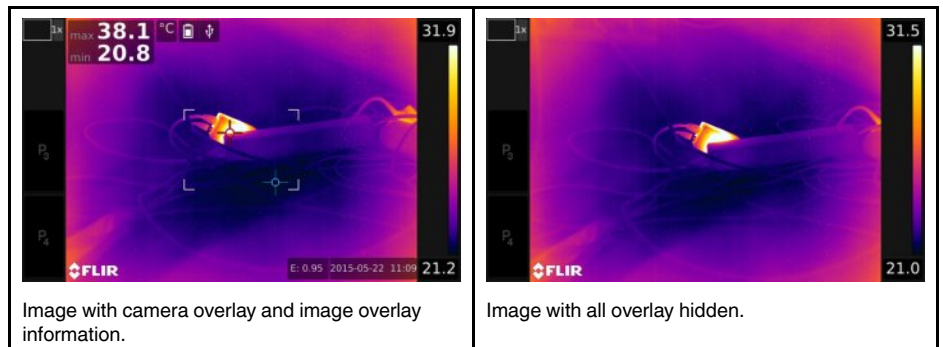 1x
max 38.1 °C
min 20.8
31.9
P3
P4
FLIR
E: 0.95 2015-05-22 11:09
21.2
Image with camera overlay and image overlay
information.
1x
31.5
P3
P4
FLIR
21.0
Image with all overlay hidden.